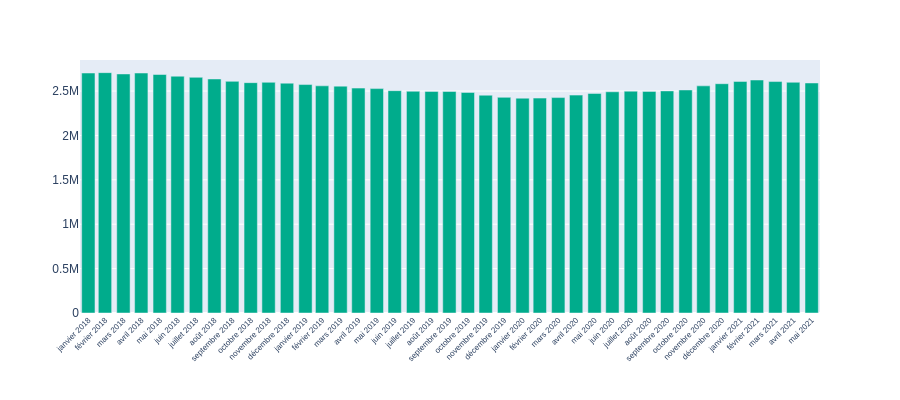 2.5M
2M
1.5M
1M
0.5M
0
janvier 2018
février 2018
mars 2018
avril 2018
mai 2018
juin 2018
juillet 2018
août 2018
septembre 2018
octobre 2018
novembre 2018
décembre 2018
janvier 2019
février 2019
mars 2019
avril 2019
mai 2019
juin 2019
juillet 2019
août 2019
septembre 2019
octobre 2019
novembre 2019
décembre 2019
janvier 2020
février 2020
mars 2020
avril 2020
mai 2020
juin 2020
juillet 2020
août 2020
septembre 2020
octobre 2020
novembre 2020
décembre 2020
janvier 2021
février 2021
mars 2021
avril 2021
mai 2021